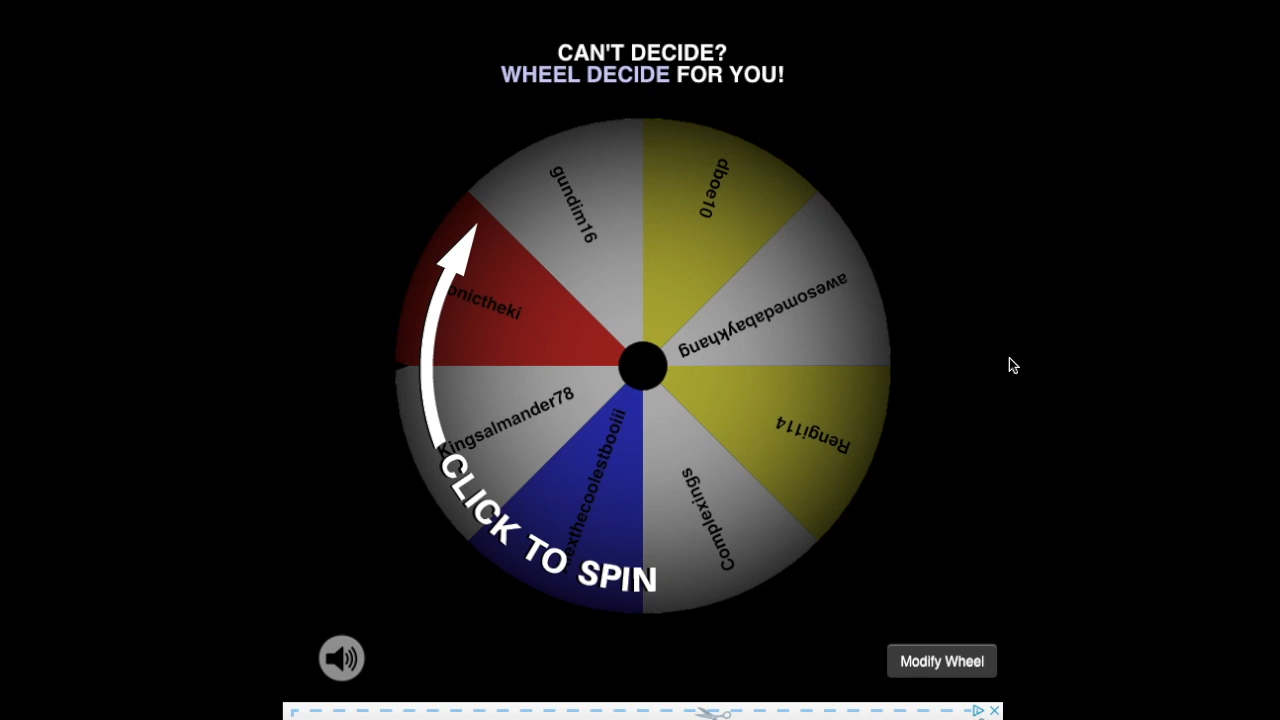 CAN'T DECIDE?
WHEEL DECIDE FOR YOU!
gundim16
dboe10
awesomedabaykhang
Rengi114
Complexings
Kingsalmander78
CLICK TO SPIN
Modify Wheel